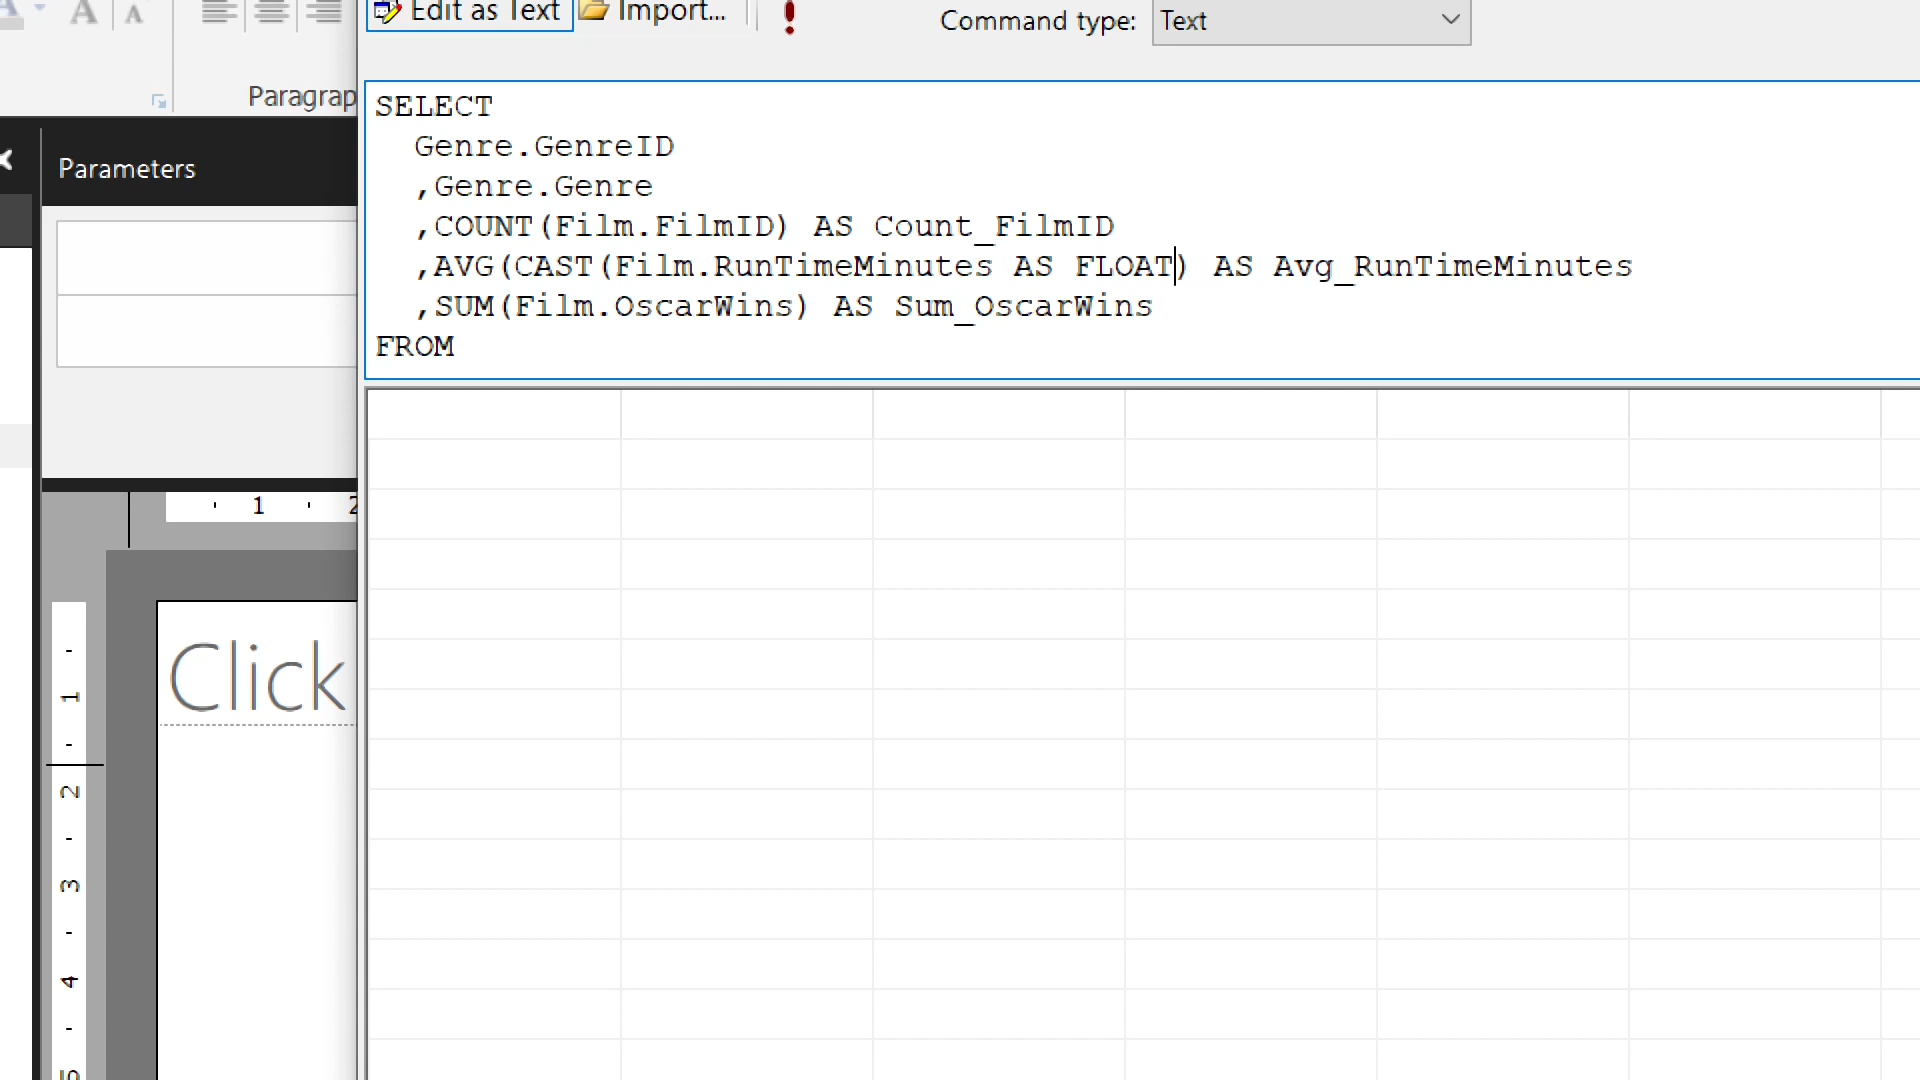 A A
Edit as Text Import...
Command type: Text
Paragrap
Parameters
SELECT
Genre.GenreID
,Genre.Genre
,COUNT(Film.FilmID) AS Count_FilmID
,AVG(CAST(Film.RunTimeMinutes AS FLOAT) AS Avg_RunTimeMinutes
,SUM(Film.OscarWins) AS Sum_OscarWins
FROM
1 2
Click
1
2
3
4
5